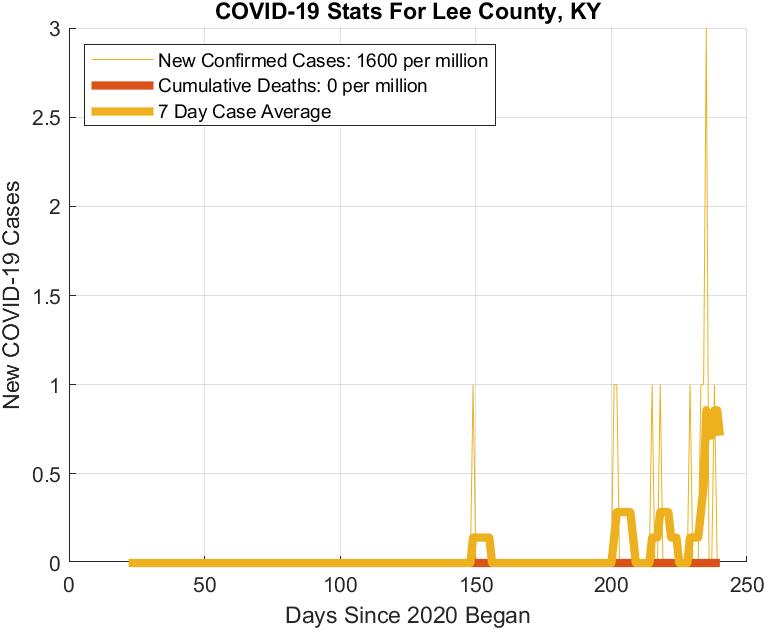 COVID-19 Stats For Lee County, KY
New Confirmed Cases: 1600 per million
Cumulative Deaths: 0 per million
7 Day Case Average
New COVID-19 Cases
3
2.5
2
1.5
1
0.5
0
0 50 100 150 200 250
Days Since 2020 Began